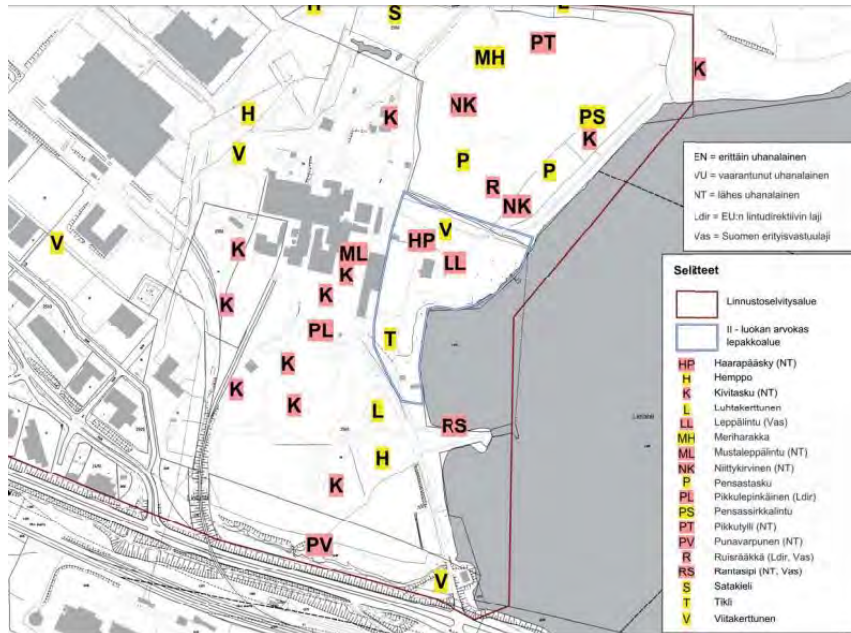 H
S
L
PT
MH
K
NK
PS
K
H
K
V
P
P
R
NK
V
HP
V
LL
K
ML
K
K
K
PL
T
K
K
K
L
RS
H
K
PV
V
EN = erittäin uhanalainen
VU = vaarantunut uhanalainen
NT = lähes uhanalainen
Ldir = EU:n lintudirektiivin laji
Vas = Suomen erityisvastuulaji
Selitteet
Linnustoselvitysalue
II - luokan arvokas
lepakkoalue
HP Haarapääsky (NT)
H Hemppo
K Kivitasku (NT)
L Luhtakerttunen
LL Leppälintu (Vas)
MH Meriharakka
ML Mustaleppälintu (NT)
NK Niittykirvinen (NT)
P Pensastasku
PL Pikkulepinkäinen (Ldir)
PS Pensassirkkalintu
PT Pikkutylli (NT)
PV Punavarpunen (NT)
R Ruisrääkkä (Ldir, Vas)
RS Rantasipi (NT, Vas)
S Satakieli
T Tikli
V Viitakerttunen